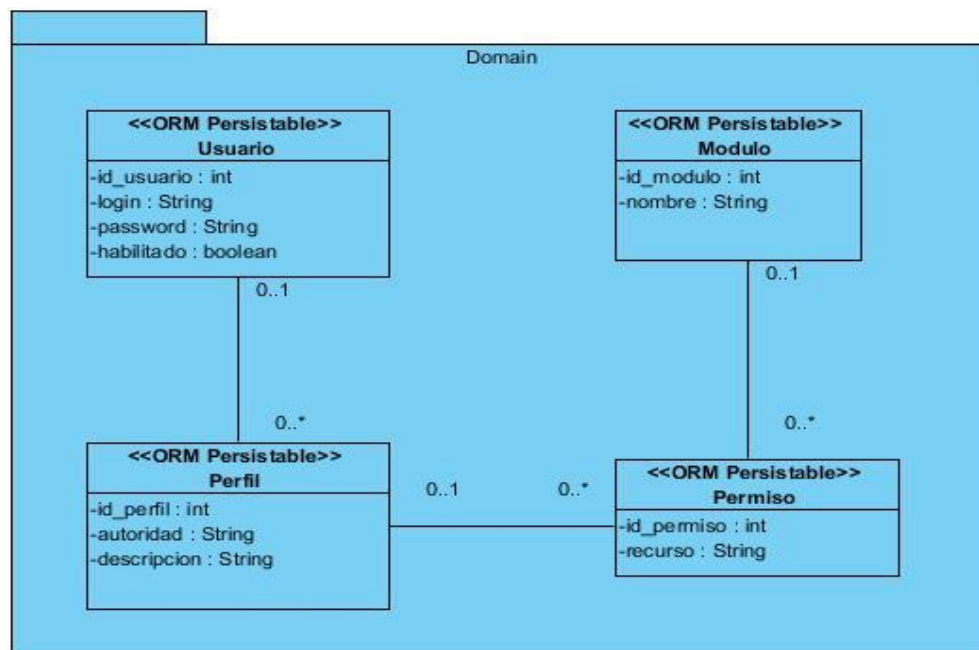 Domain
<<ORM Persistable>>
Usuario
-id_usuario : int
-login : String
-password : String
-habilitado : boolean
<<ORM Persistable>>
Modulo
-id_modulo : int
-nombre : String
0..1
0..1
0..*
0..*
<<ORM Persistable>>
Perfil
-id_perfil : int
-autoridad : String
-descripcion : String
0..1
0..*
<<ORM Persistable>>
Permiso
-id_permiso : int
-recurso : String